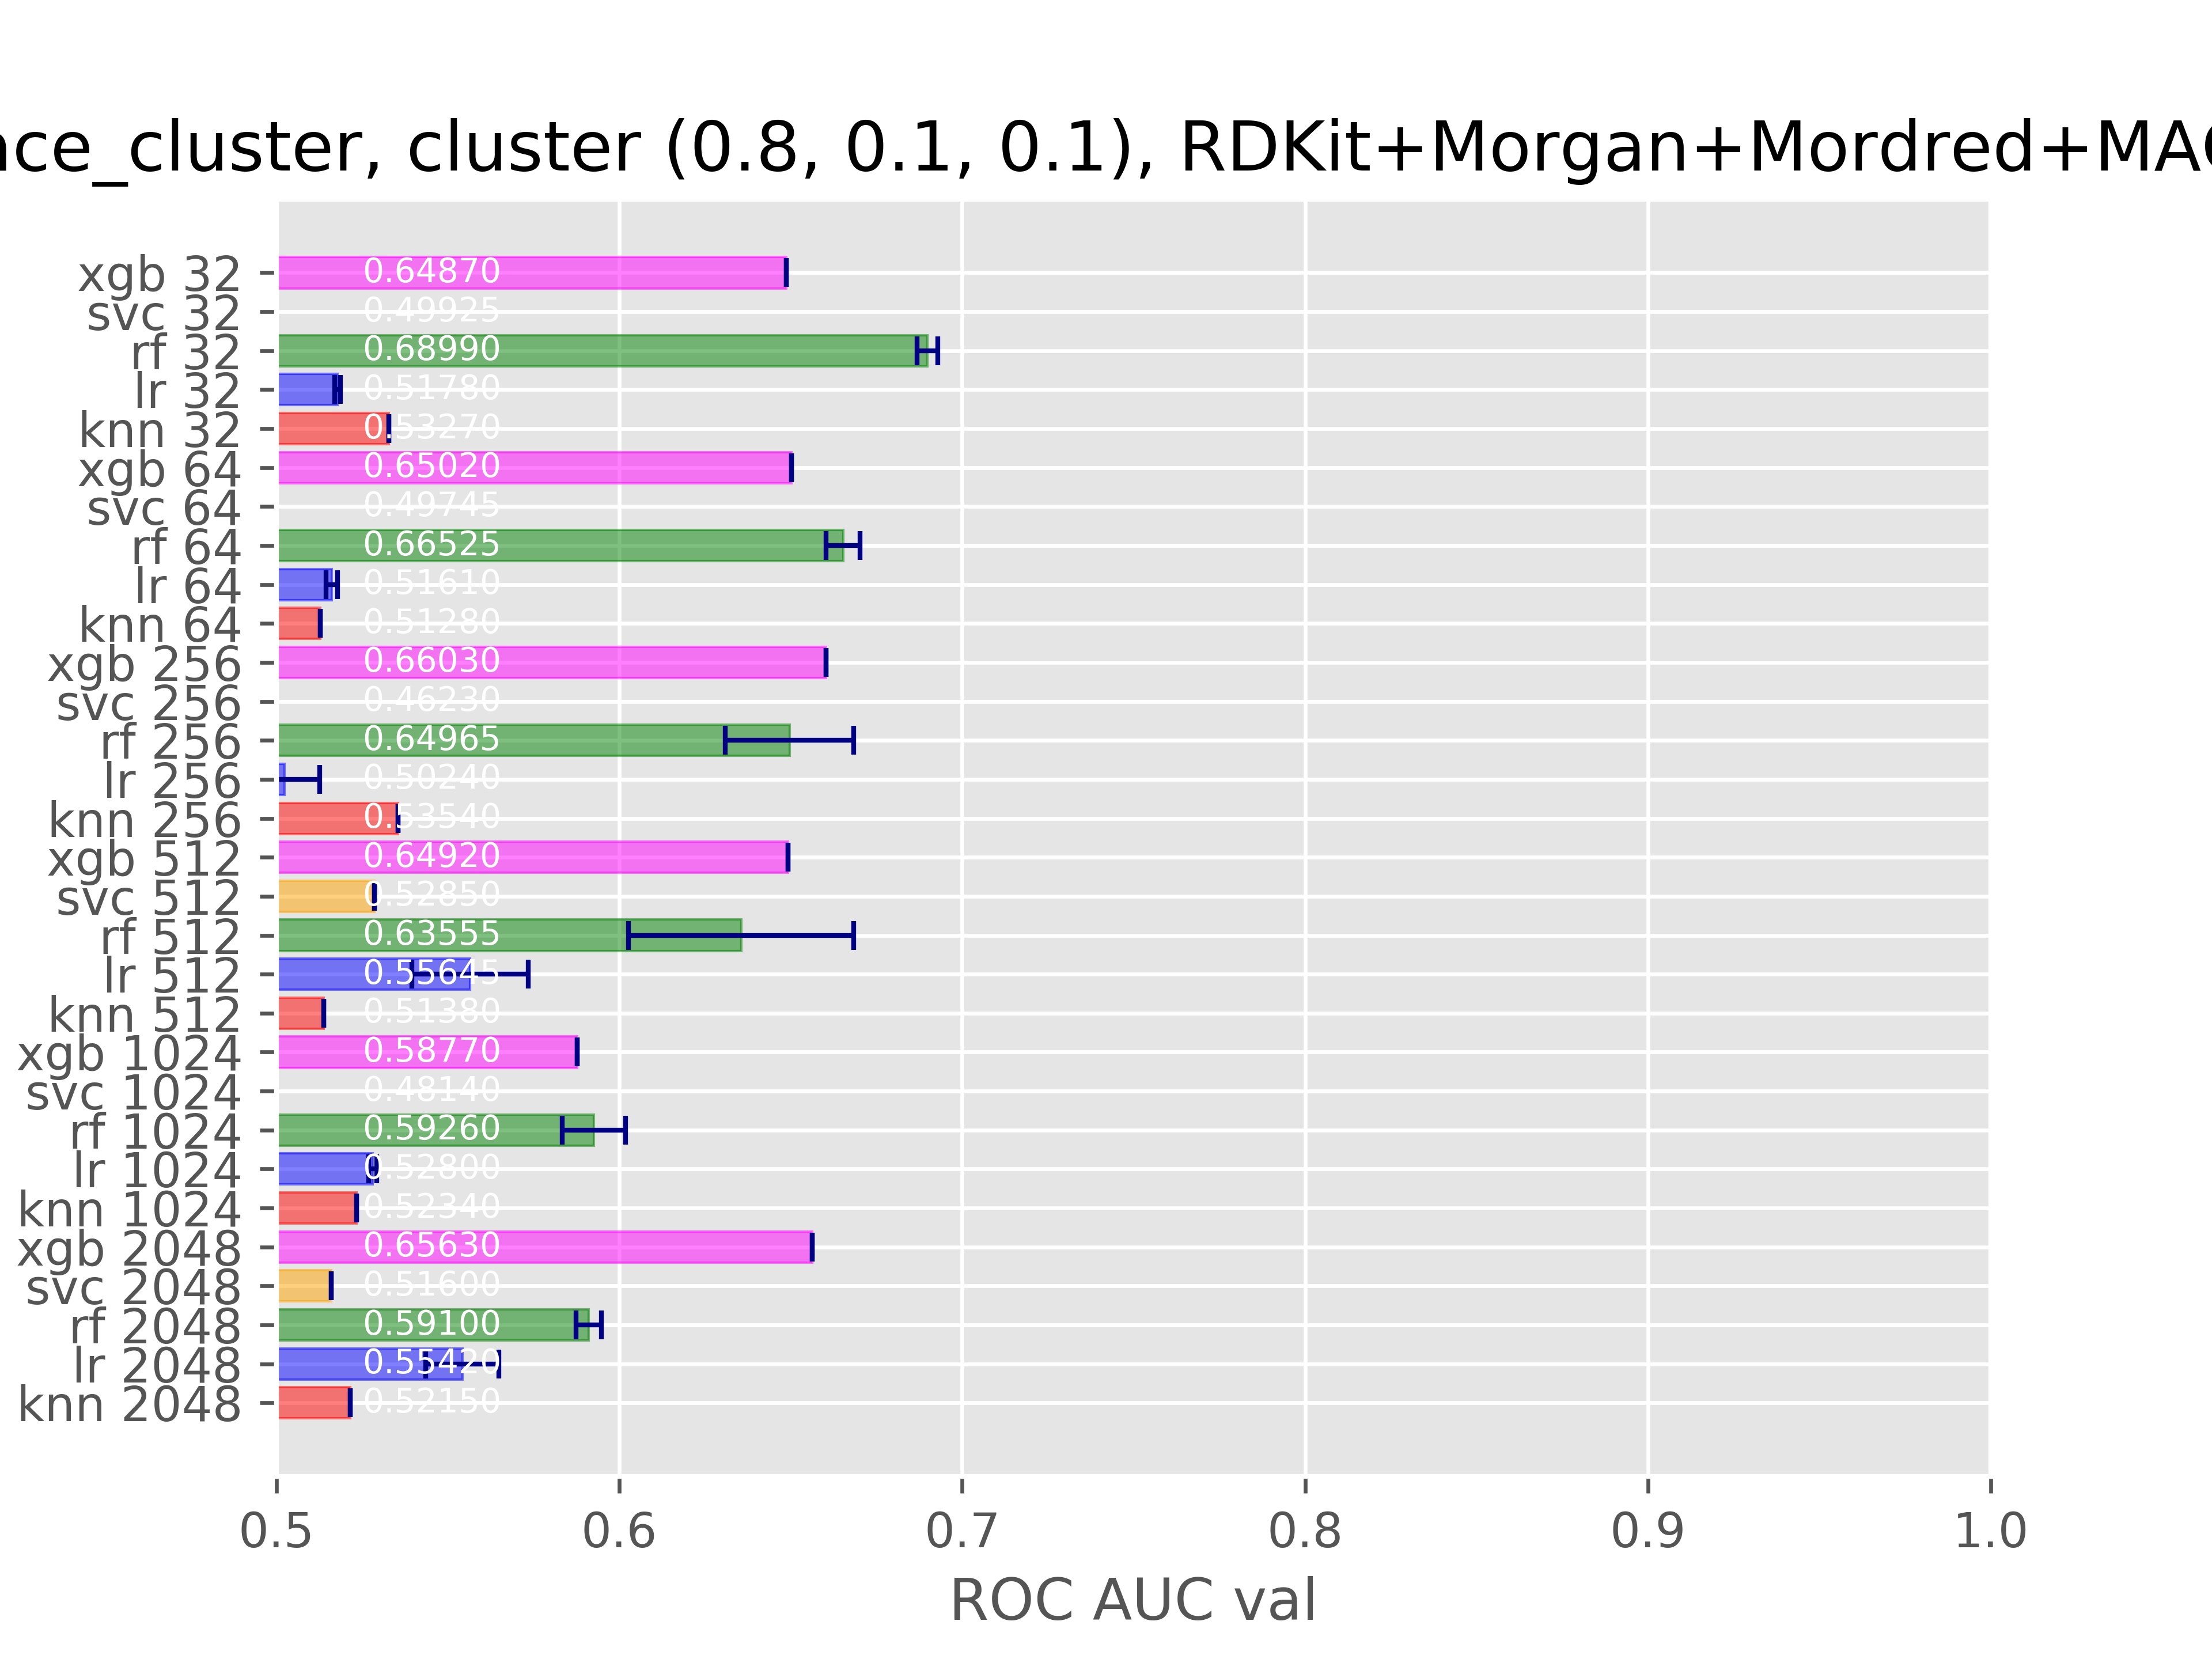 nce_cluster, cluster (0.8, 0.1, 0.1), RDKit+Morgan+Mordred+MAC
xgb 32 0.64870
svc 32 0.49925
rf 32 0.68990
lr 32 0.51780
knn 32 0.53270
xgb 64 0.65020
svc 64 0.49745
rf 64 0.66525
lr 64 0.51610
knn 64 0.51280
xgb 256 0.66030
svc 256 0.46230
rf 256 0.64965
lr 256 0.50240
knn 256 0.53540
xgb 512 0.64920
svc 512 0.52850
rf 512 0.63555
lr 512 0.55645
knn 512 0.51380
xgb 1024 0.58770
svc 1024 0.48140
rf 1024 0.59260
lr 1024 0.52800
knn 1024 0.52340
xgb 2048 0.65630
svc 2048 0.51600
rf 2048 0.59100
lr 2048 0.55420
knn 2048 0.52150
0.5 0.6 0.7 0.8 0.9 1.0
ROC AUC val